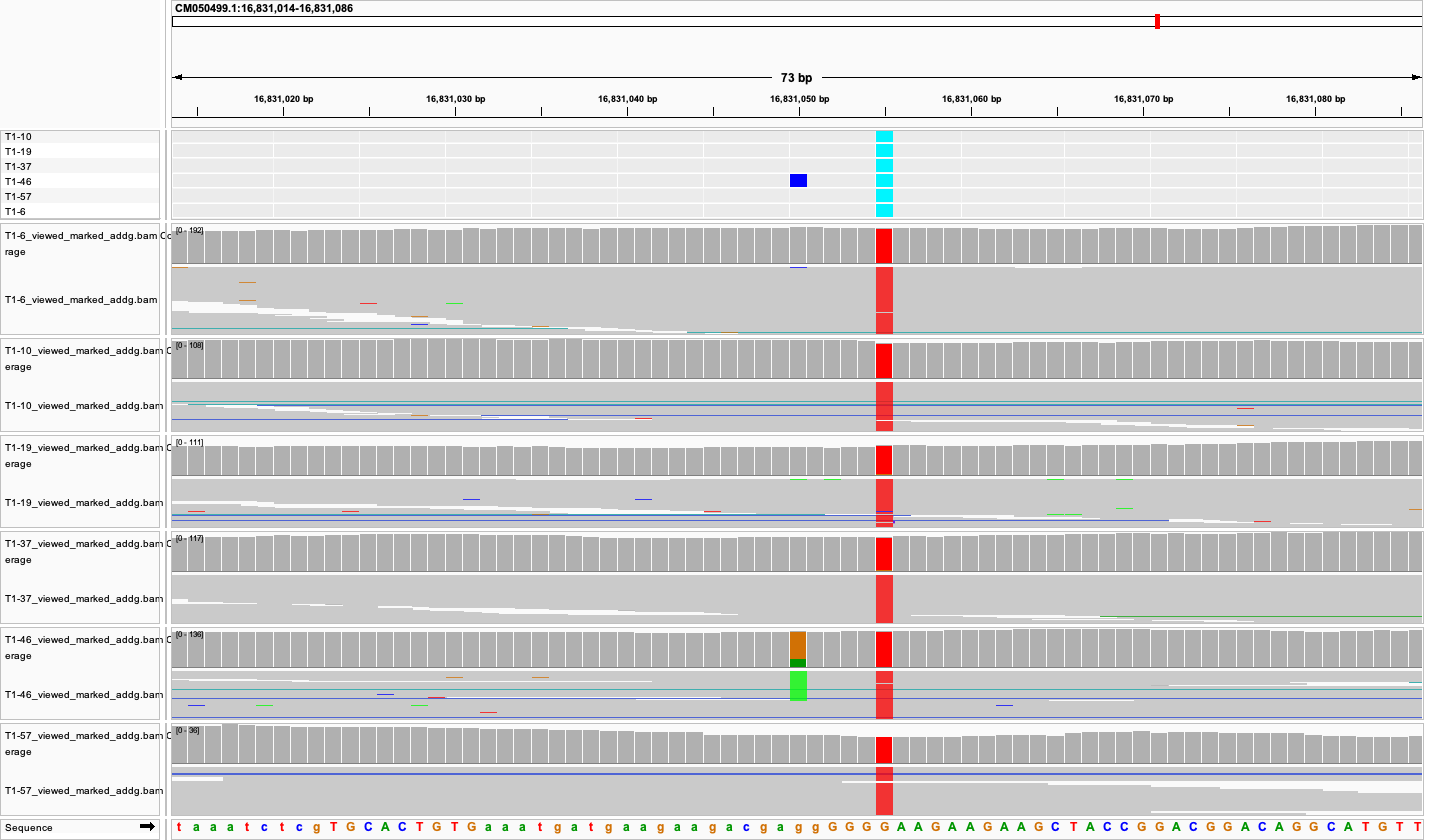 CM050499.1:16,831,014-16,831,086
73 bp
16,831,020 bp 16,831,030 bp 16,831,040 bp 16,831,050 bp 16,831,060 bp 16,831,070 bp 16,831,080 bp
T1-10
T1-19
T1-37
T1-46
T1-57
T1-6
T1-6_viewed_marked_addg.bam C
rage
[0 - 192]
T1-6_viewed_marked_addg.bam
T1-10_viewed_marked_addg.bam C
erage
[0 - 108]
T1-10_viewed_marked_addg.bam
T1-19_viewed_marked_addg.bam C
erage
[0 - 111]
T1-19_viewed_marked_addg.bam
T1-37_viewed_marked_addg.bam C
erage
[0 - 117]
T1-37_viewed_marked_addg.bam
T1-46_viewed_marked_addg.bam C
erage
[0 - 136]
T1-46_viewed_marked_addg.bam
T1-57_viewed_marked_addg.bam C
erage
[0 - 36]
T1-57_viewed_marked_addg.bam
Sequence t a a a t c t c g T G C A C T G T G a a a t g a t g a a g a a g a c g a g g G G G G A A G A A G A A G C T A C C G G A C G G A C A G G C A T G T T